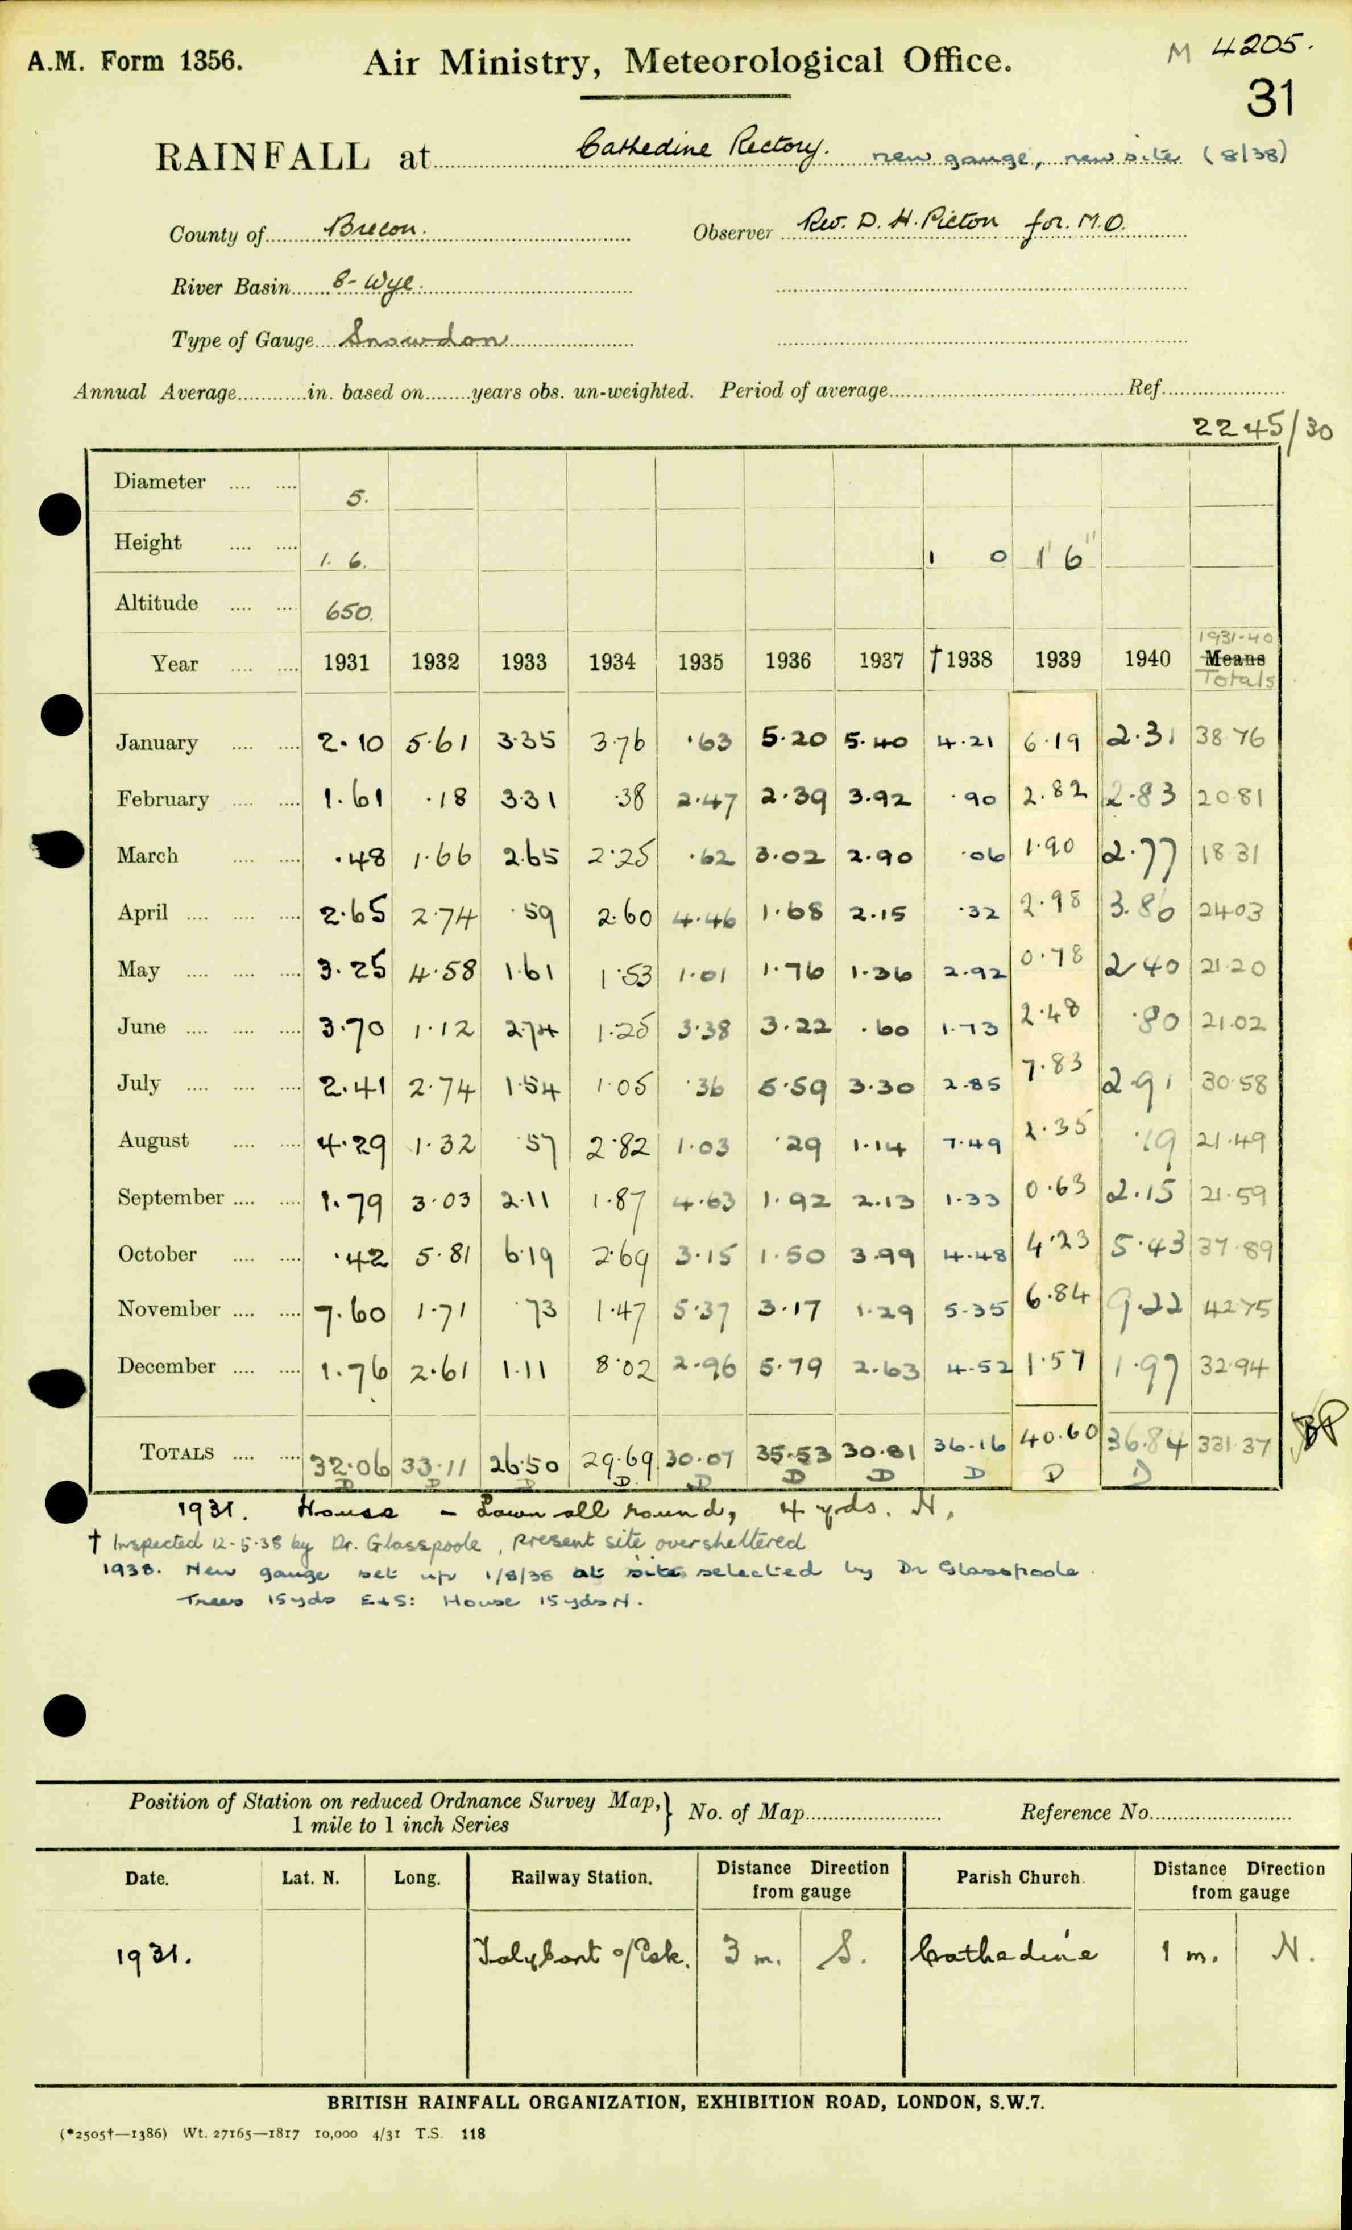 A.M. Form 1356. Air Ministry, Meteorological Office. M 4205.
31
RAINFALL at Cathedine Rectory. new gauge, new site (8/38)
County of Brecon. Observer Rev. D. H. Picton for M.O.
River Basin 8-Wye.
Type of Gauge Snowdon
Annual Average in. based on years obs. un-weighted. Period of average Ref.
2245/30
Diameter 5.
Height 1. 6. 1 0 1' 6"
Altitude 650.
Year 1931 1932 1933 1934 1935 1936 1937 †1938 1939 1940 1931-40 Means Totals
January 2.10 5.61 3.35 3.76 .63 5.20 5.40 4.21 6.19 2.31 38.76
February 1.61 .18 3.31 .38 2.47 2.39 3.92 .90 2.82 2.83 20.81
March .48 1.66 2.65 2.25 .62 3.02 2.90 .06 1.90 2.77 18.31
April 2.65 2.74 .59 2.60 4.46 1.68 2.15 .32 2.98 3.86 24.03
May 3.25 4.58 1.61 1.53 1.01 1.76 1.36 2.92 0.78 2.40 21.20
June 3.70 1.12 2.74 1.25 3.38 3.22 .60 1.73 2.48 .80 21.02
July 2.41 2.74 1.54 1.05 .36 5.59 3.30 2.85 7.83 2.91 30.58
August 4.29 1.32 .57 2.82 1.03 .29 1.14 7.49 2.35 .19 21.49
September 1.79 3.03 2.11 1.87 4.63 1.92 2.13 1.33 0.63 2.15 21.59
October .42 5.81 6.19 2.69 3.15 1.50 3.99 4.48 4.23 5.43 37.89
November 7.60 1.71 .73 1.47 5.37 3.17 1.29 5.35 6.84 9.22 42.75
December 1.76 2.61 1.11 8.02 2.96 5.79 2.63 4.52 1.57 1.97 32.94
TOTALS 32.06 33.11 26.50 29.69 30.07 35.53 30.81 36.16 40.60 36.84 331.37
D D D D D D D D D D
1931. House - Lawn all round, 4 yds. N,
† Inspected 12-5-38 by Dr. Glasspoole, Present site oversheltered
1938. New gauge set up 1/8/38 at site selected by Dr Glasspoole.
Trees 15yds E+S: House 15yds N.
Position of Station on reduced Ordnance Survey Map, 1 mile to 1 inch Series } No. of Map Reference No.
Date. Lat. N. Long. Railway Station. Distance Direction from gauge Parish Church Distance Direction from gauge
1931. Talybont o/Esk. 3 m. S. Cathedine 1 m. N.
BRITISH RAINFALL ORGANIZATION, EXHIBITION ROAD, LONDON, S.W.7.
(*2505†—1386) Wt. 27165—1817 10,000 4/31 T.S. 118